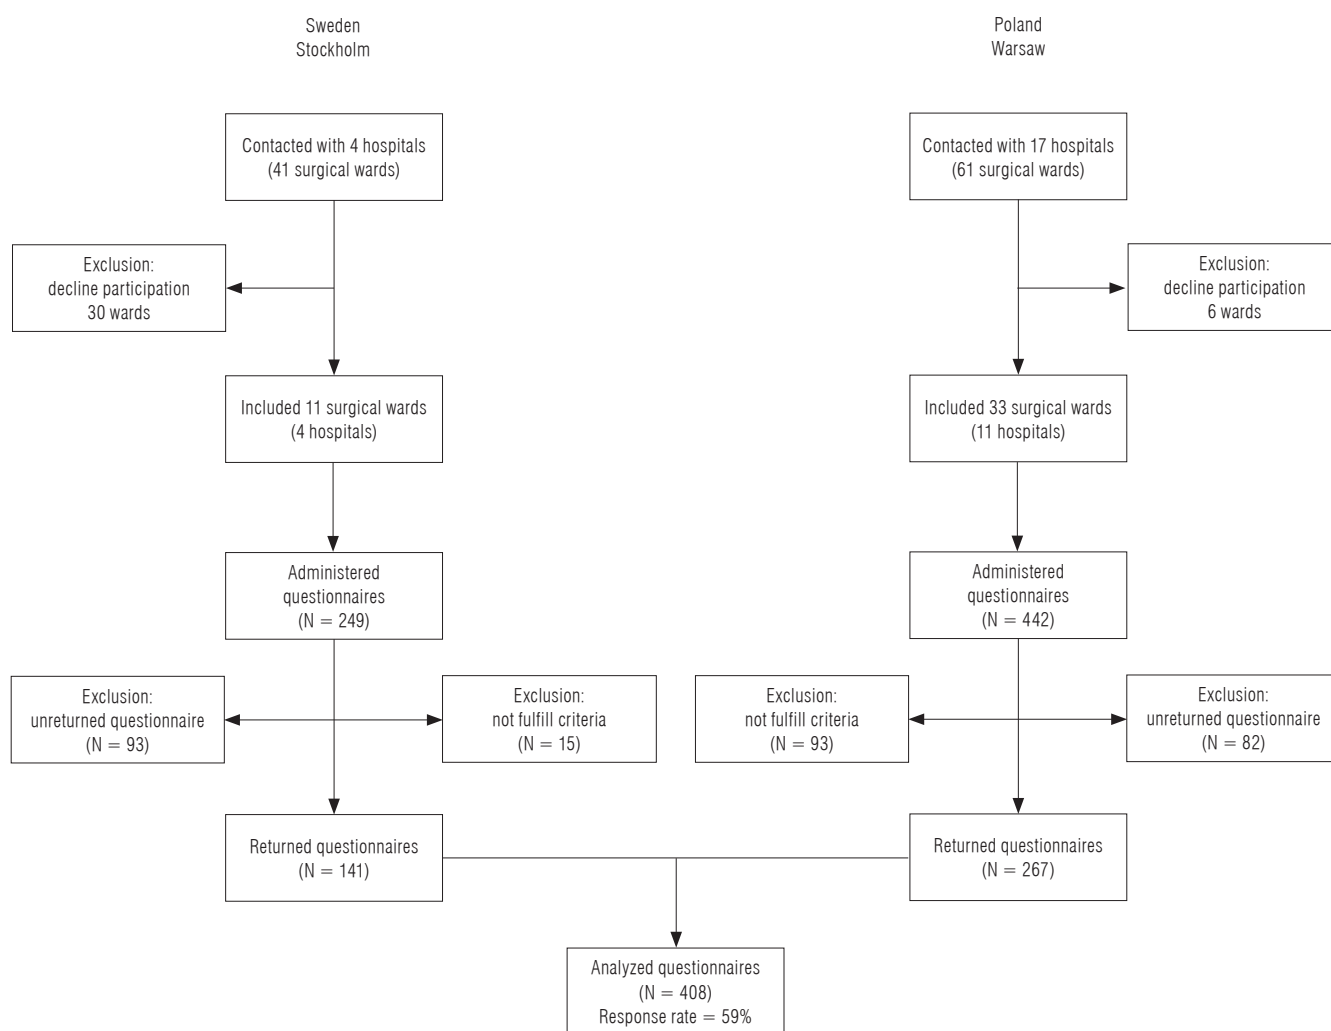 Sweden
Stockholm
Poland
Warsaw
Contacted with 4 hospitals
(41 surgical wards)
Contacted with 17 hospitals
(61 surgical wards)
Exclusion:
decline participation
30 wards
Exclusion:
decline participation
6 wards
Included 11 surgical wards
(4 hospitals)
Included 33 surgical wards
(11 hospitals)
Administered
questionnaires
(N = 249)
Administered
questionnaires
(N = 442)
Exclusion:
unreturned questionnaire
(N = 93)
Exclusion:
not fulfill criteria
(N = 15)
Exclusion:
not fulfill criteria
(N = 93)
Exclusion:
unreturned questionnaire
(N = 82)
Returned questionnaires
(N = 141)
Returned questionnaires
(N = 267)
Analyzed questionnaires
(N = 408)
Response rate = 59%